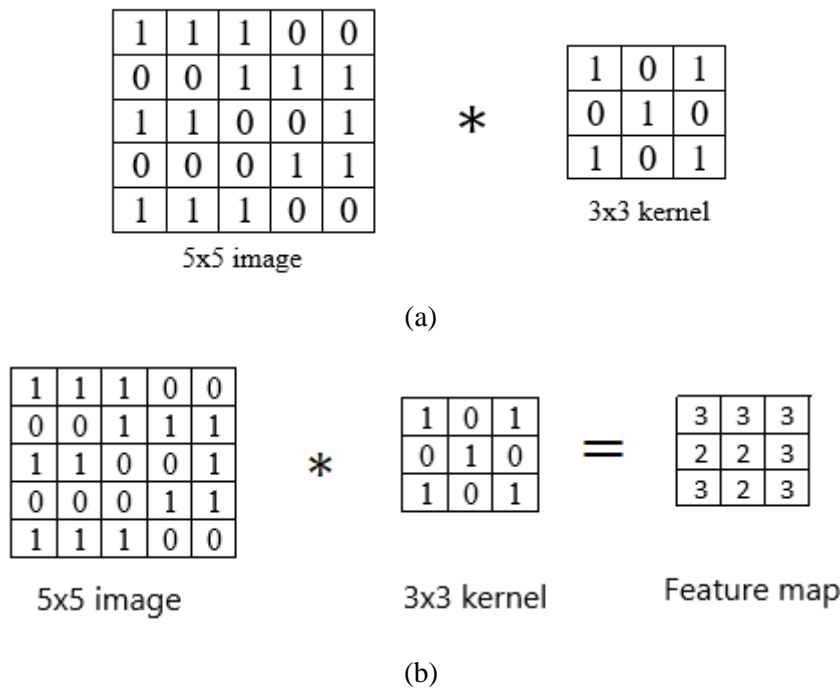 1 1 1 0 0
0 0 1 1 1
1 1 0 0 1
0 0 0 1 1
1 1 1 0 0
5x5 image
*
1 0 1
0 1 0
1 0 1
3x3 kernel
(a)
1 1 1 0 0
0 0 1 1 1
1 1 0 0 1
0 0 0 1 1
1 1 1 0 0
5x5 image
*
1 0 1
0 1 0
1 0 1
3x3 kernel
=
3 3 3
2 2 3
3 2 3
Feature map
(b)